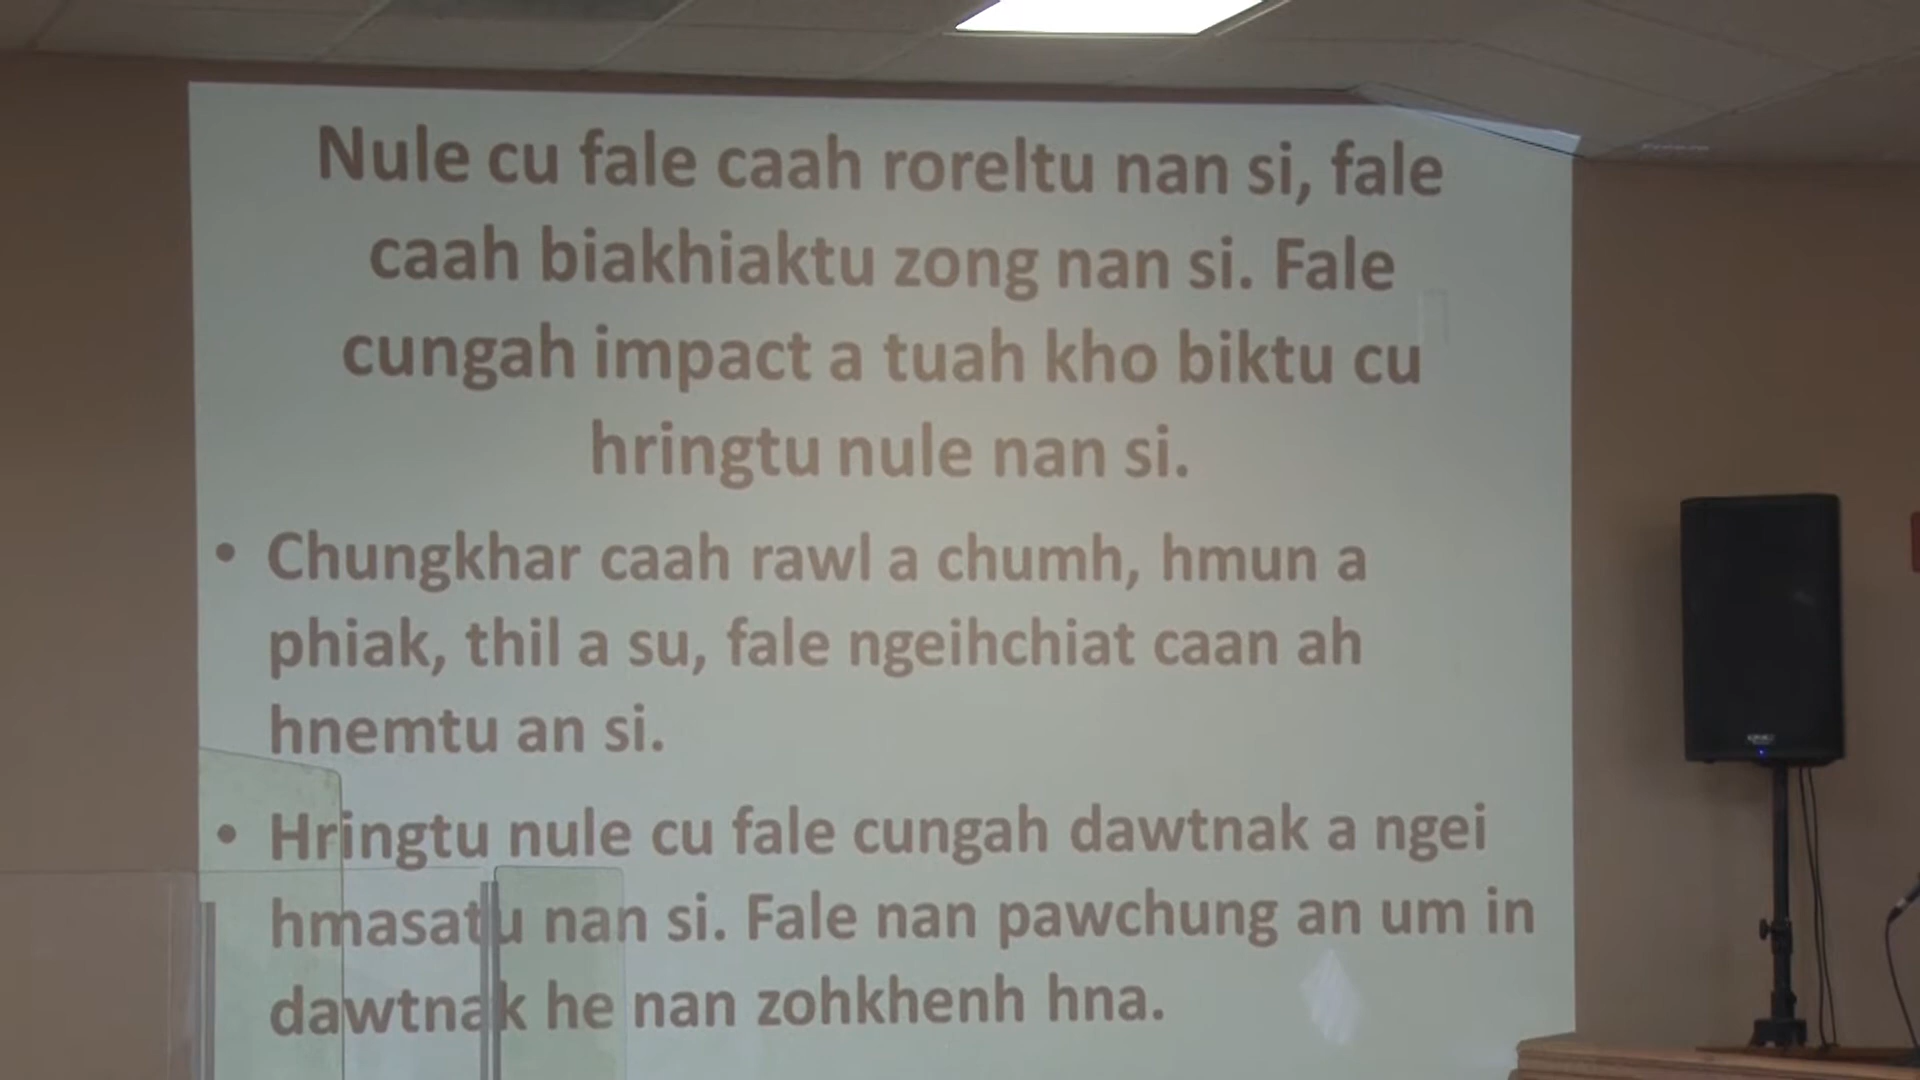 Nule cu fale caah roreltu nan si, fale
caah biakhiaktu zong nan si. Fale
cungah impact a tuah kho biktu cu
hringtu nule nan si.
• Chungkhar caah rawl a chumh, hmun a
phiak, thil a su, fale ngeihchiat caan ah
hnemtu an si.
• Hringtu nule cu fale cungah dawtnak a ngei
hmasatu nan si. Fale nan pawchung an um in
dawtnak he nan zohkhenh hna.